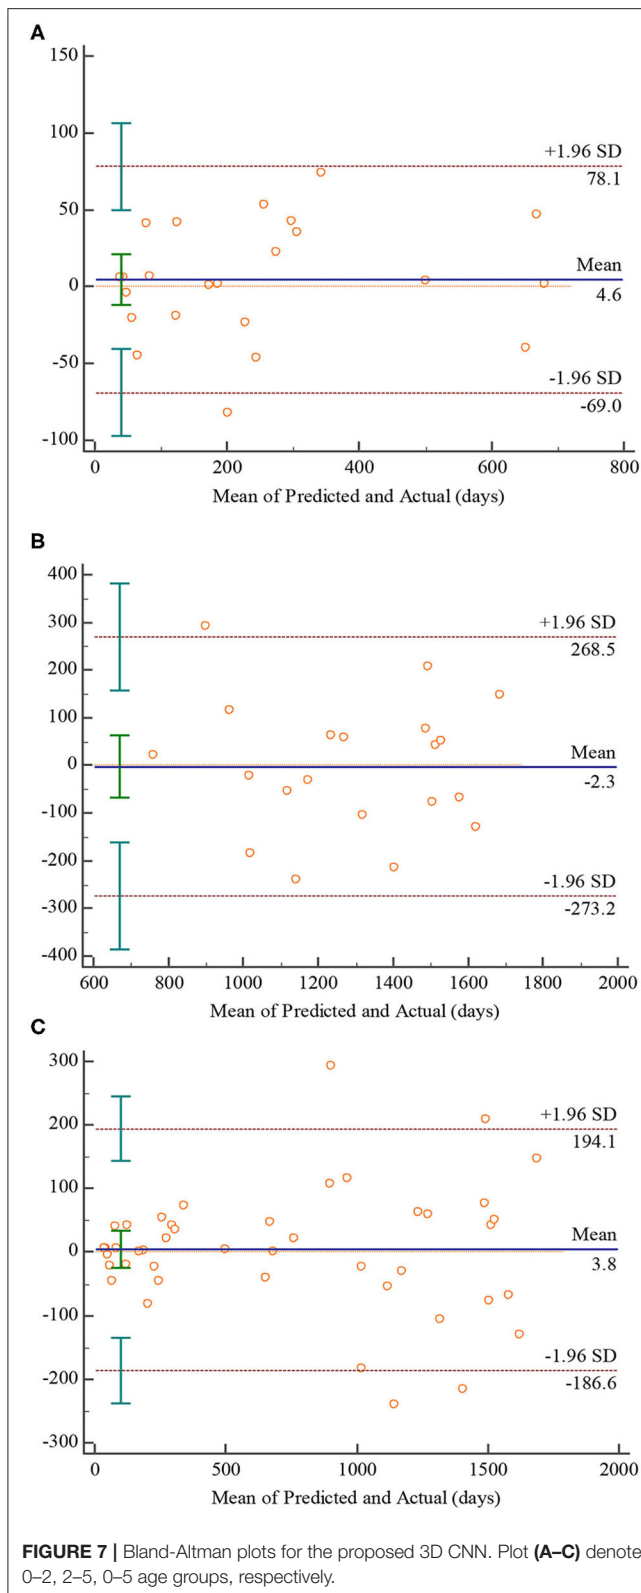 A
150
100
50
0
-50
-100
+1.96 SD
78.1
Mean
4.6
-1.96 SD
-69.0
0 200 400 600 800
Mean of Predicted and Actual (days)
B
400
300
200
100
0
-100
-200
-300
-400
+1.96 SD
268.5
Mean
-2.3
-1.96 SD
-273.2
600 800 1000 1200 1400 1600 1800 2000
Mean of Predicted and Actual (days)
C
300
200
100
0
-100
-200
-300
+1.96 SD
194.1
Mean
3.8
-1.96 SD
-186.6
0 500 1000 1500 2000
Mean of Predicted and Actual (days)
FIGURE 7 | Bland-Altman plots for the proposed 3D CNN. Plot (A–C) denote
0–2, 2–5, 0–5 age groups, respectively.